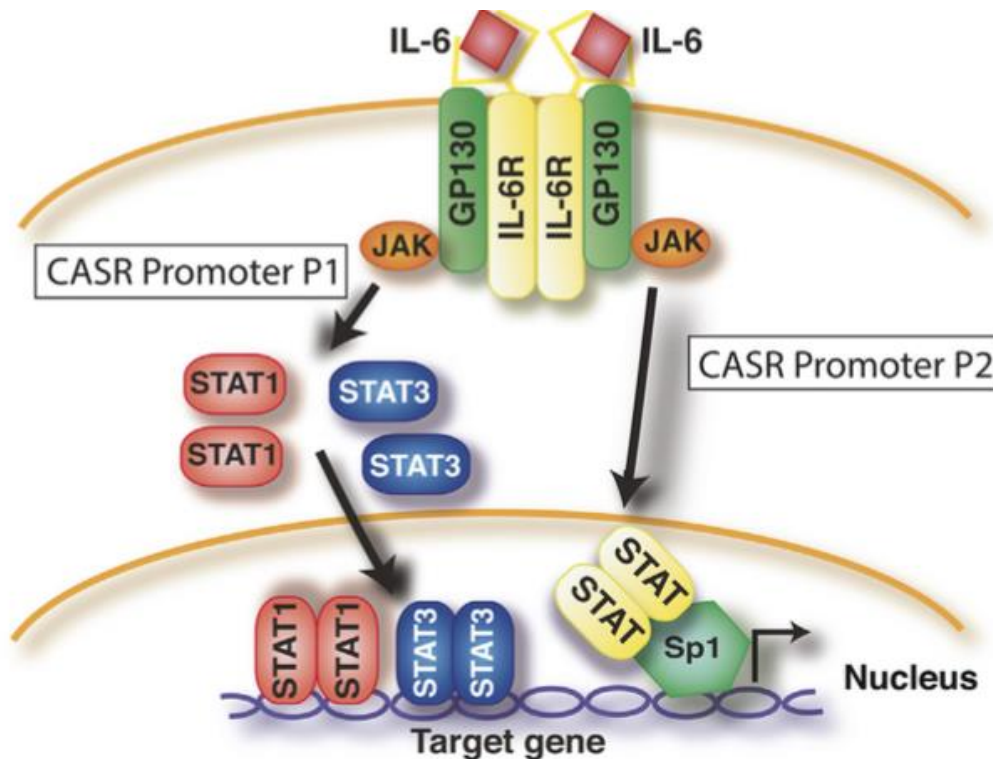 IL-6
IL-6
GP130
IL-6R
IL-6R
GP130
JAK
JAK
CASR Promoter P1
CASR Promoter P2
STAT1
STAT3
STAT1
STAT3
STAT
STAT
Sp1
STAT1
STAT1
STAT3
STAT3
Nucleus
Target gene